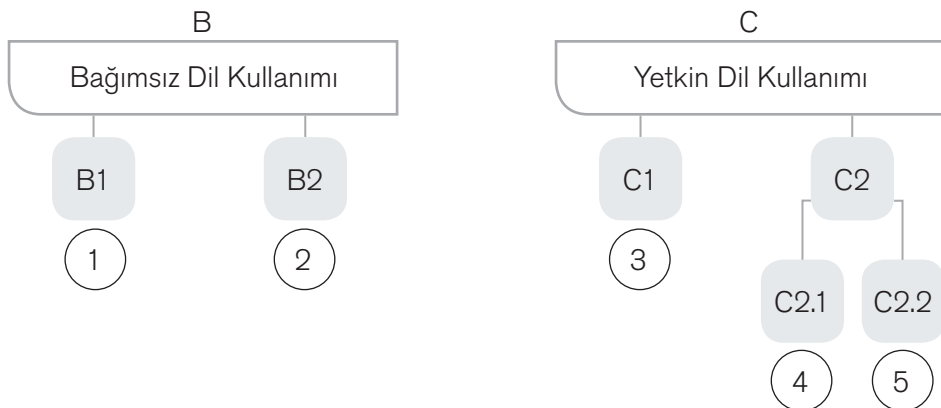 B
Bağımsız Dil Kullanımı
B1
B2
1
2
C
Yetkin Dil Kullanımı
C1
C2
3
C2.1
C2.2
4
5